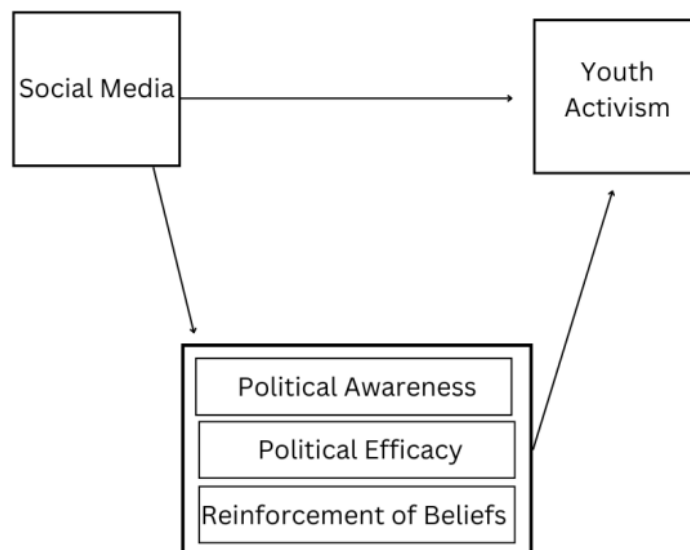 Social Media
Youth
Activism
Political Awareness
Political Efficacy
Reinforcement of Beliefs